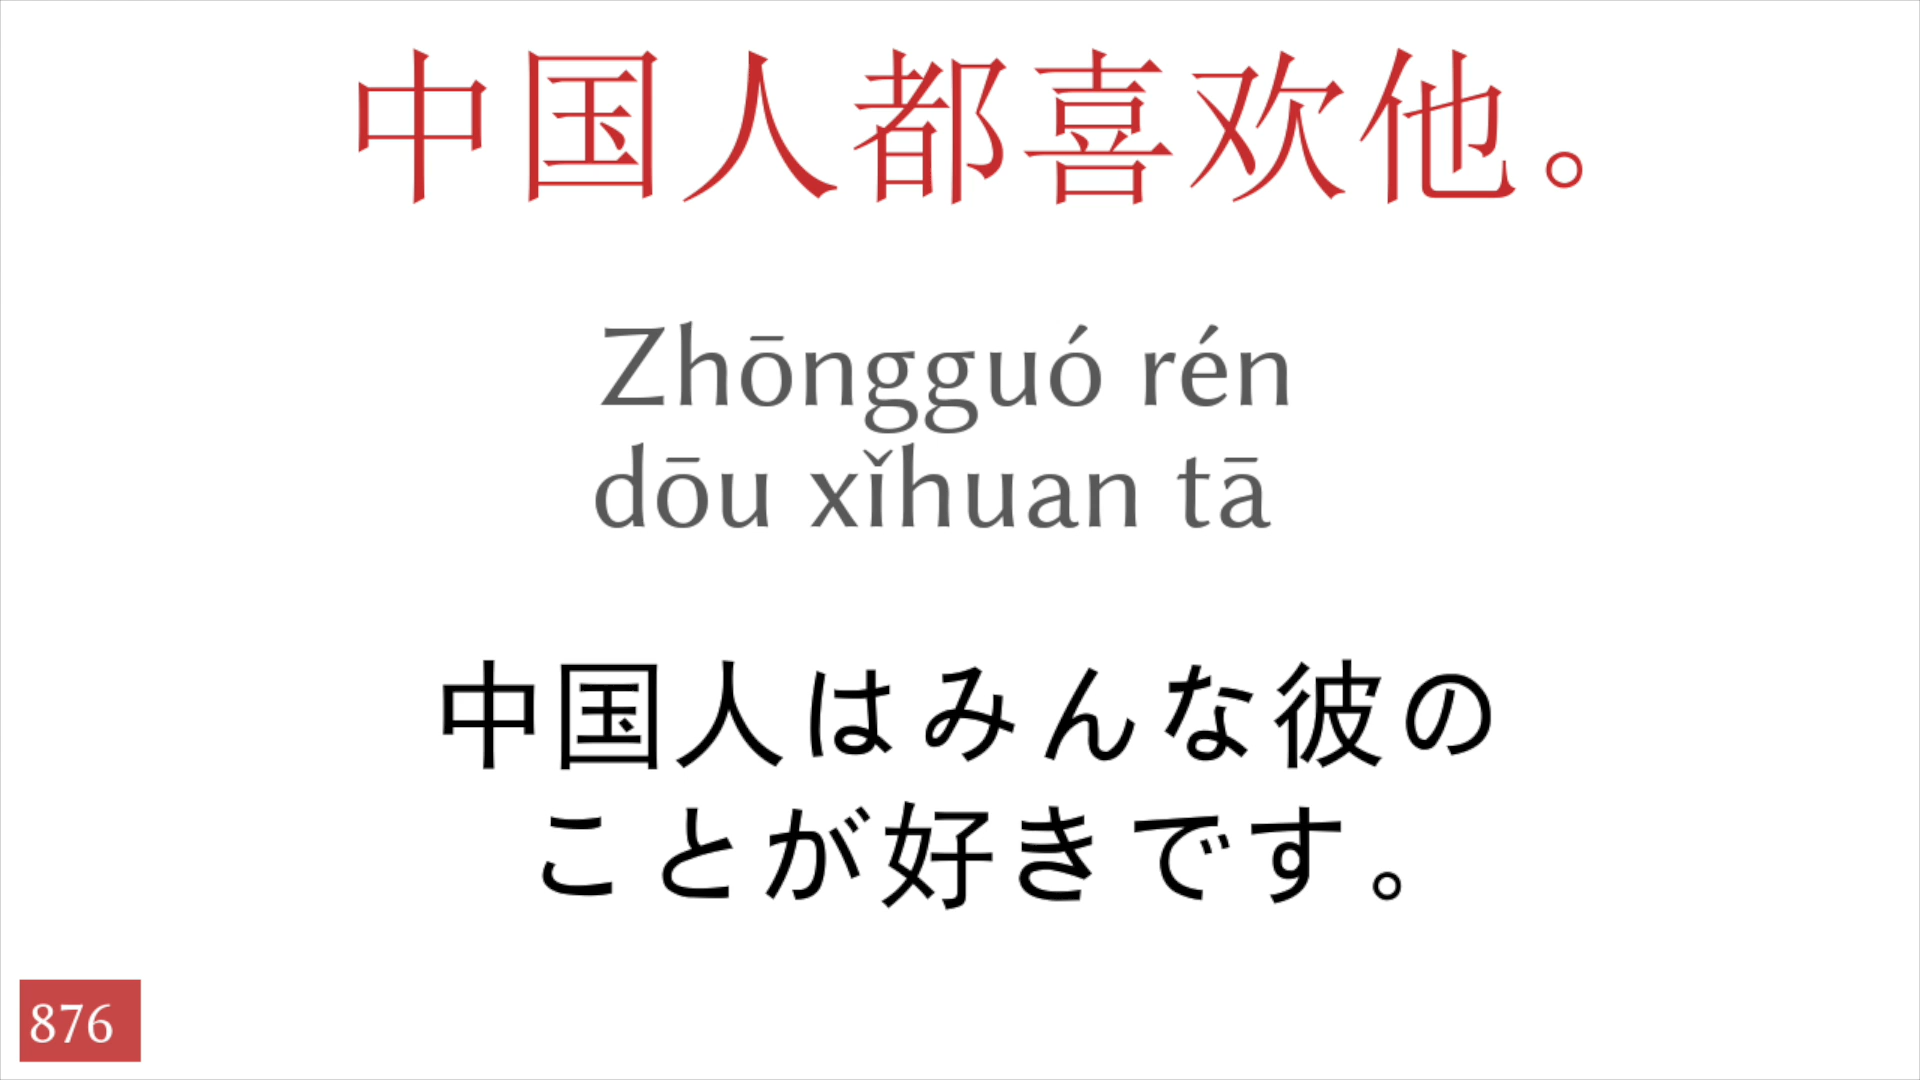 中国人都喜欢他。
Zhōngguó rén
dōu xǐhuan tā
中国人はみんな彼の
ことが好きです。
876